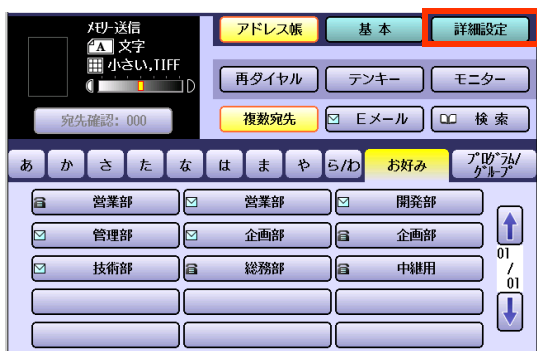 ﾒﾓﾘｰ送信
A 文字
小さい,TIFF
D
宛先確認: 000
アドレス帳
基本
詳細設定
再ダイヤル
テンキー
モニター
複数宛先
Eメール
検索
あ
か
さ
た
な
は
ま
や
ら/わ
お好み
ﾌﾟﾛｸﾞﾗﾑ/
ｸﾞﾙｰﾌﾟ
営業部
営業部
開発部
管理部
企画部
企画部
技術部
総務部
中継用
01
/
01